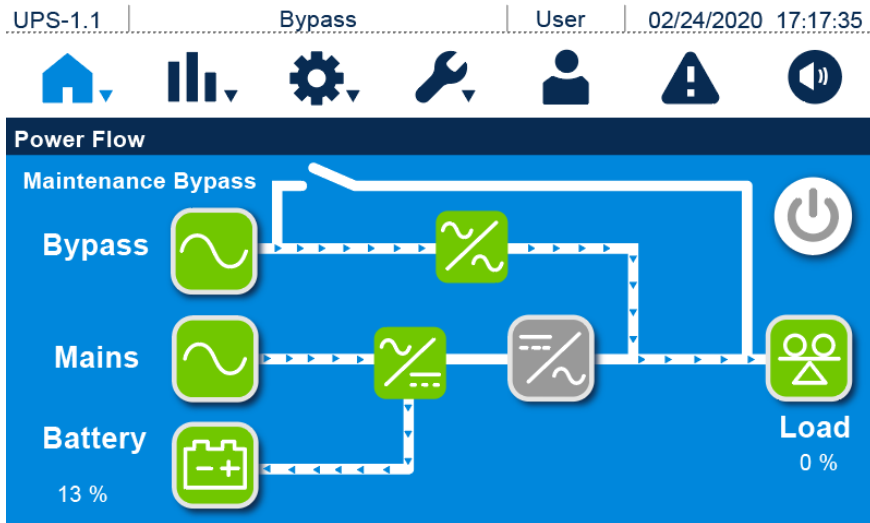 UPS-1.1 Bypass User 02/24/2020 17:17:35
Power Flow
Maintenance Bypass
Bypass
Mains
Battery
13 %
Load
0 %